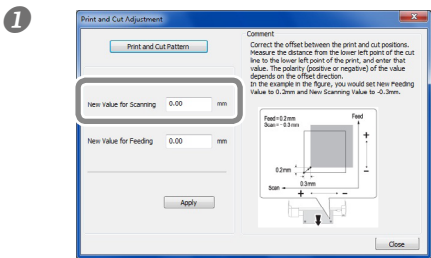 1
Print and Cut Adjustment
Print and Cut Pattern
New Value for Scanning 0.00 mm
New Value for Feeding 0.00 mm
Apply
Comment
Correct the offset between the print and cut positions.
Measure the distance from the lower left point of the cut
line to the lower left point of the print, and enter that
value. The polarity (positive or negative) of the value
depends on the offset direction.
In the example in the figure, you would set New Feeding
Value to 0.2mm and New Scanning Value to -0.3mm.
Feed=0.2mm
Scan= -0.3mm
Feed
+
-
0.2mm
0.3mm
Scan
+ -
Close